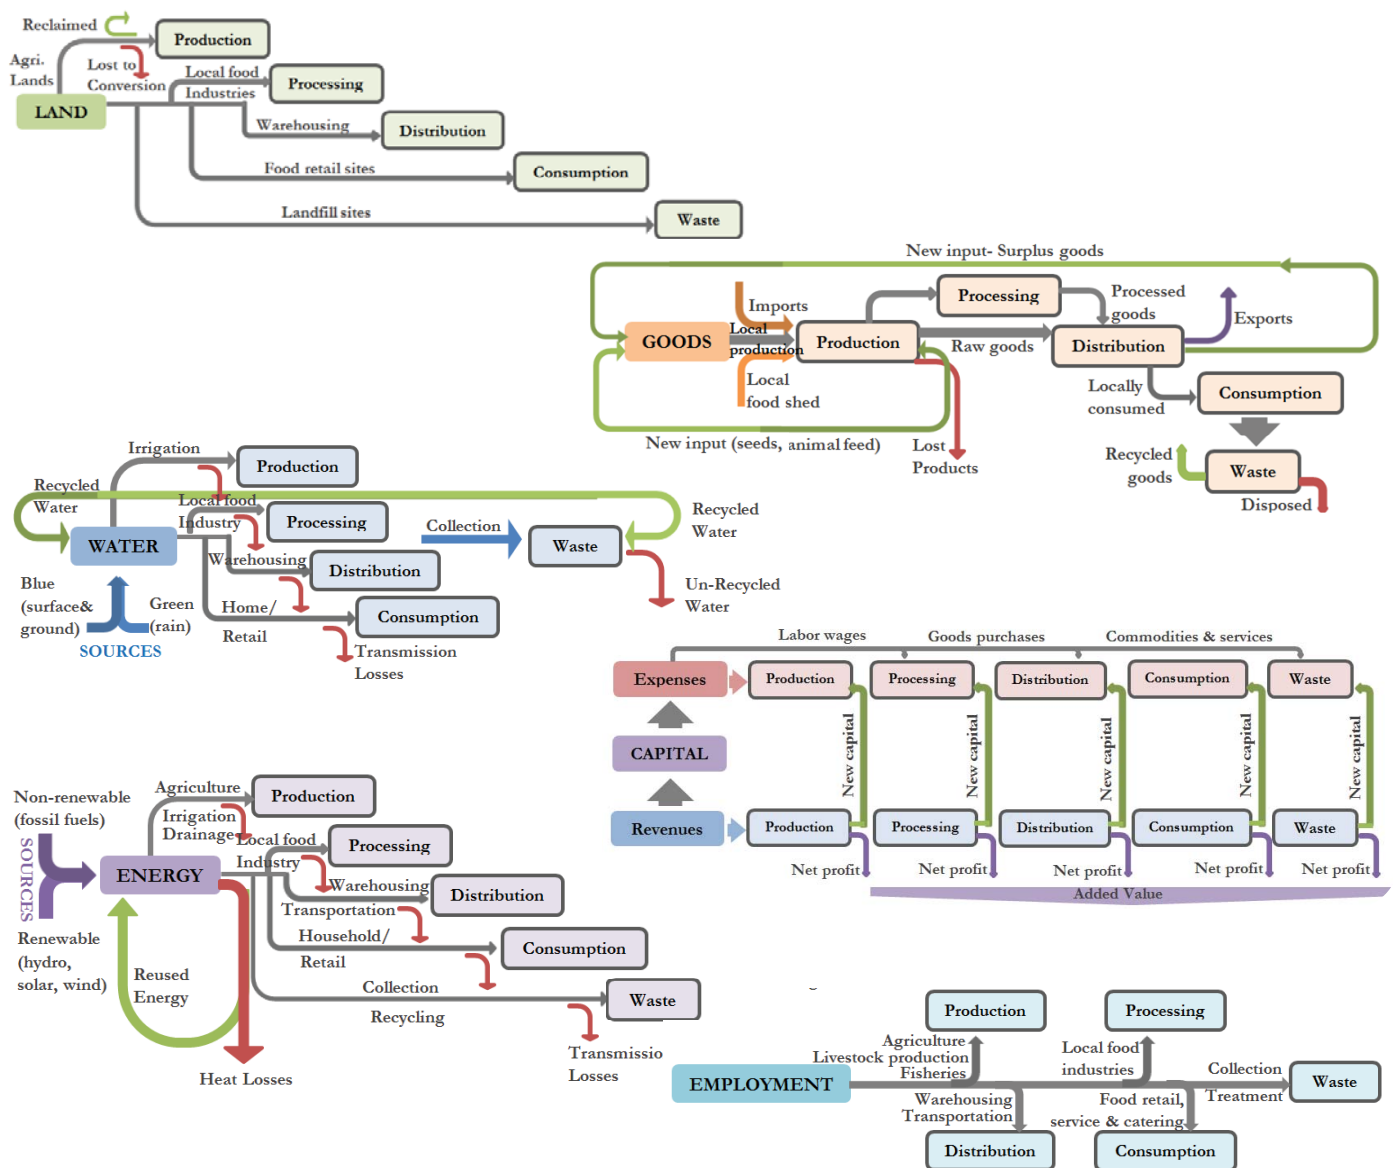 Reclaimed
Production
Agri.
Lands
Lost to
Conversion
Local food
Industries
Processing
LAND
Warehousing
Distribution
Food retail sites
Consumption
Landfill sites
Waste
New input- Surplus goods
Imports
Processing
Processed
goods
Exports
GOODS
Local
production
Production
Raw goods
Distribution
Local
food shed
Locally
consumed
Consumption
New input (seeds, animal feed)
Lost
Products
Recycled
goods
Waste
Disposed
Irrigation
Production
Recycled
Water
Local food
Industry
Processing
Collection
Waste
Recycled
Water
WATER
Warehousing
Distribution
Un-Recycled
Water
Blue
(surface&
ground)
Green
(rain)
SOURCES
Home/
Retail
Consumption
Transmission
Losses
Labor wages
Goods purchases
Commodities & services
Expenses
Production
Processing
Distribution
Consumption
Waste
CAPITAL
New capital
New capital
New capital
New capital
New capital
Revenues
Production
Processing
Distribution
Consumption
Waste
Net profit
Net profit
Net profit
Net profit
Net profit
Added Value
Non-renewable
(fossil fuels)
Agriculture
Irrigation
Drainage
Production
SOURCES
Local food
Industry
Processing
ENERGY
Warehousing
Transportation
Distribution
Renewable
(hydro,
solar, wind)
Reused
Energy
Household/
Retail
Consumption
Collection
Recycling
Waste
Heat Losses
Transmissio
Losses
Production
Processing
Agriculture
Livestock production
Fisheries
Local food
industries
EMPLOYMENT
Collection
Treatment
Waste
Warehousing
Transportation
Food retail,
service & catering
Distribution
Consumption